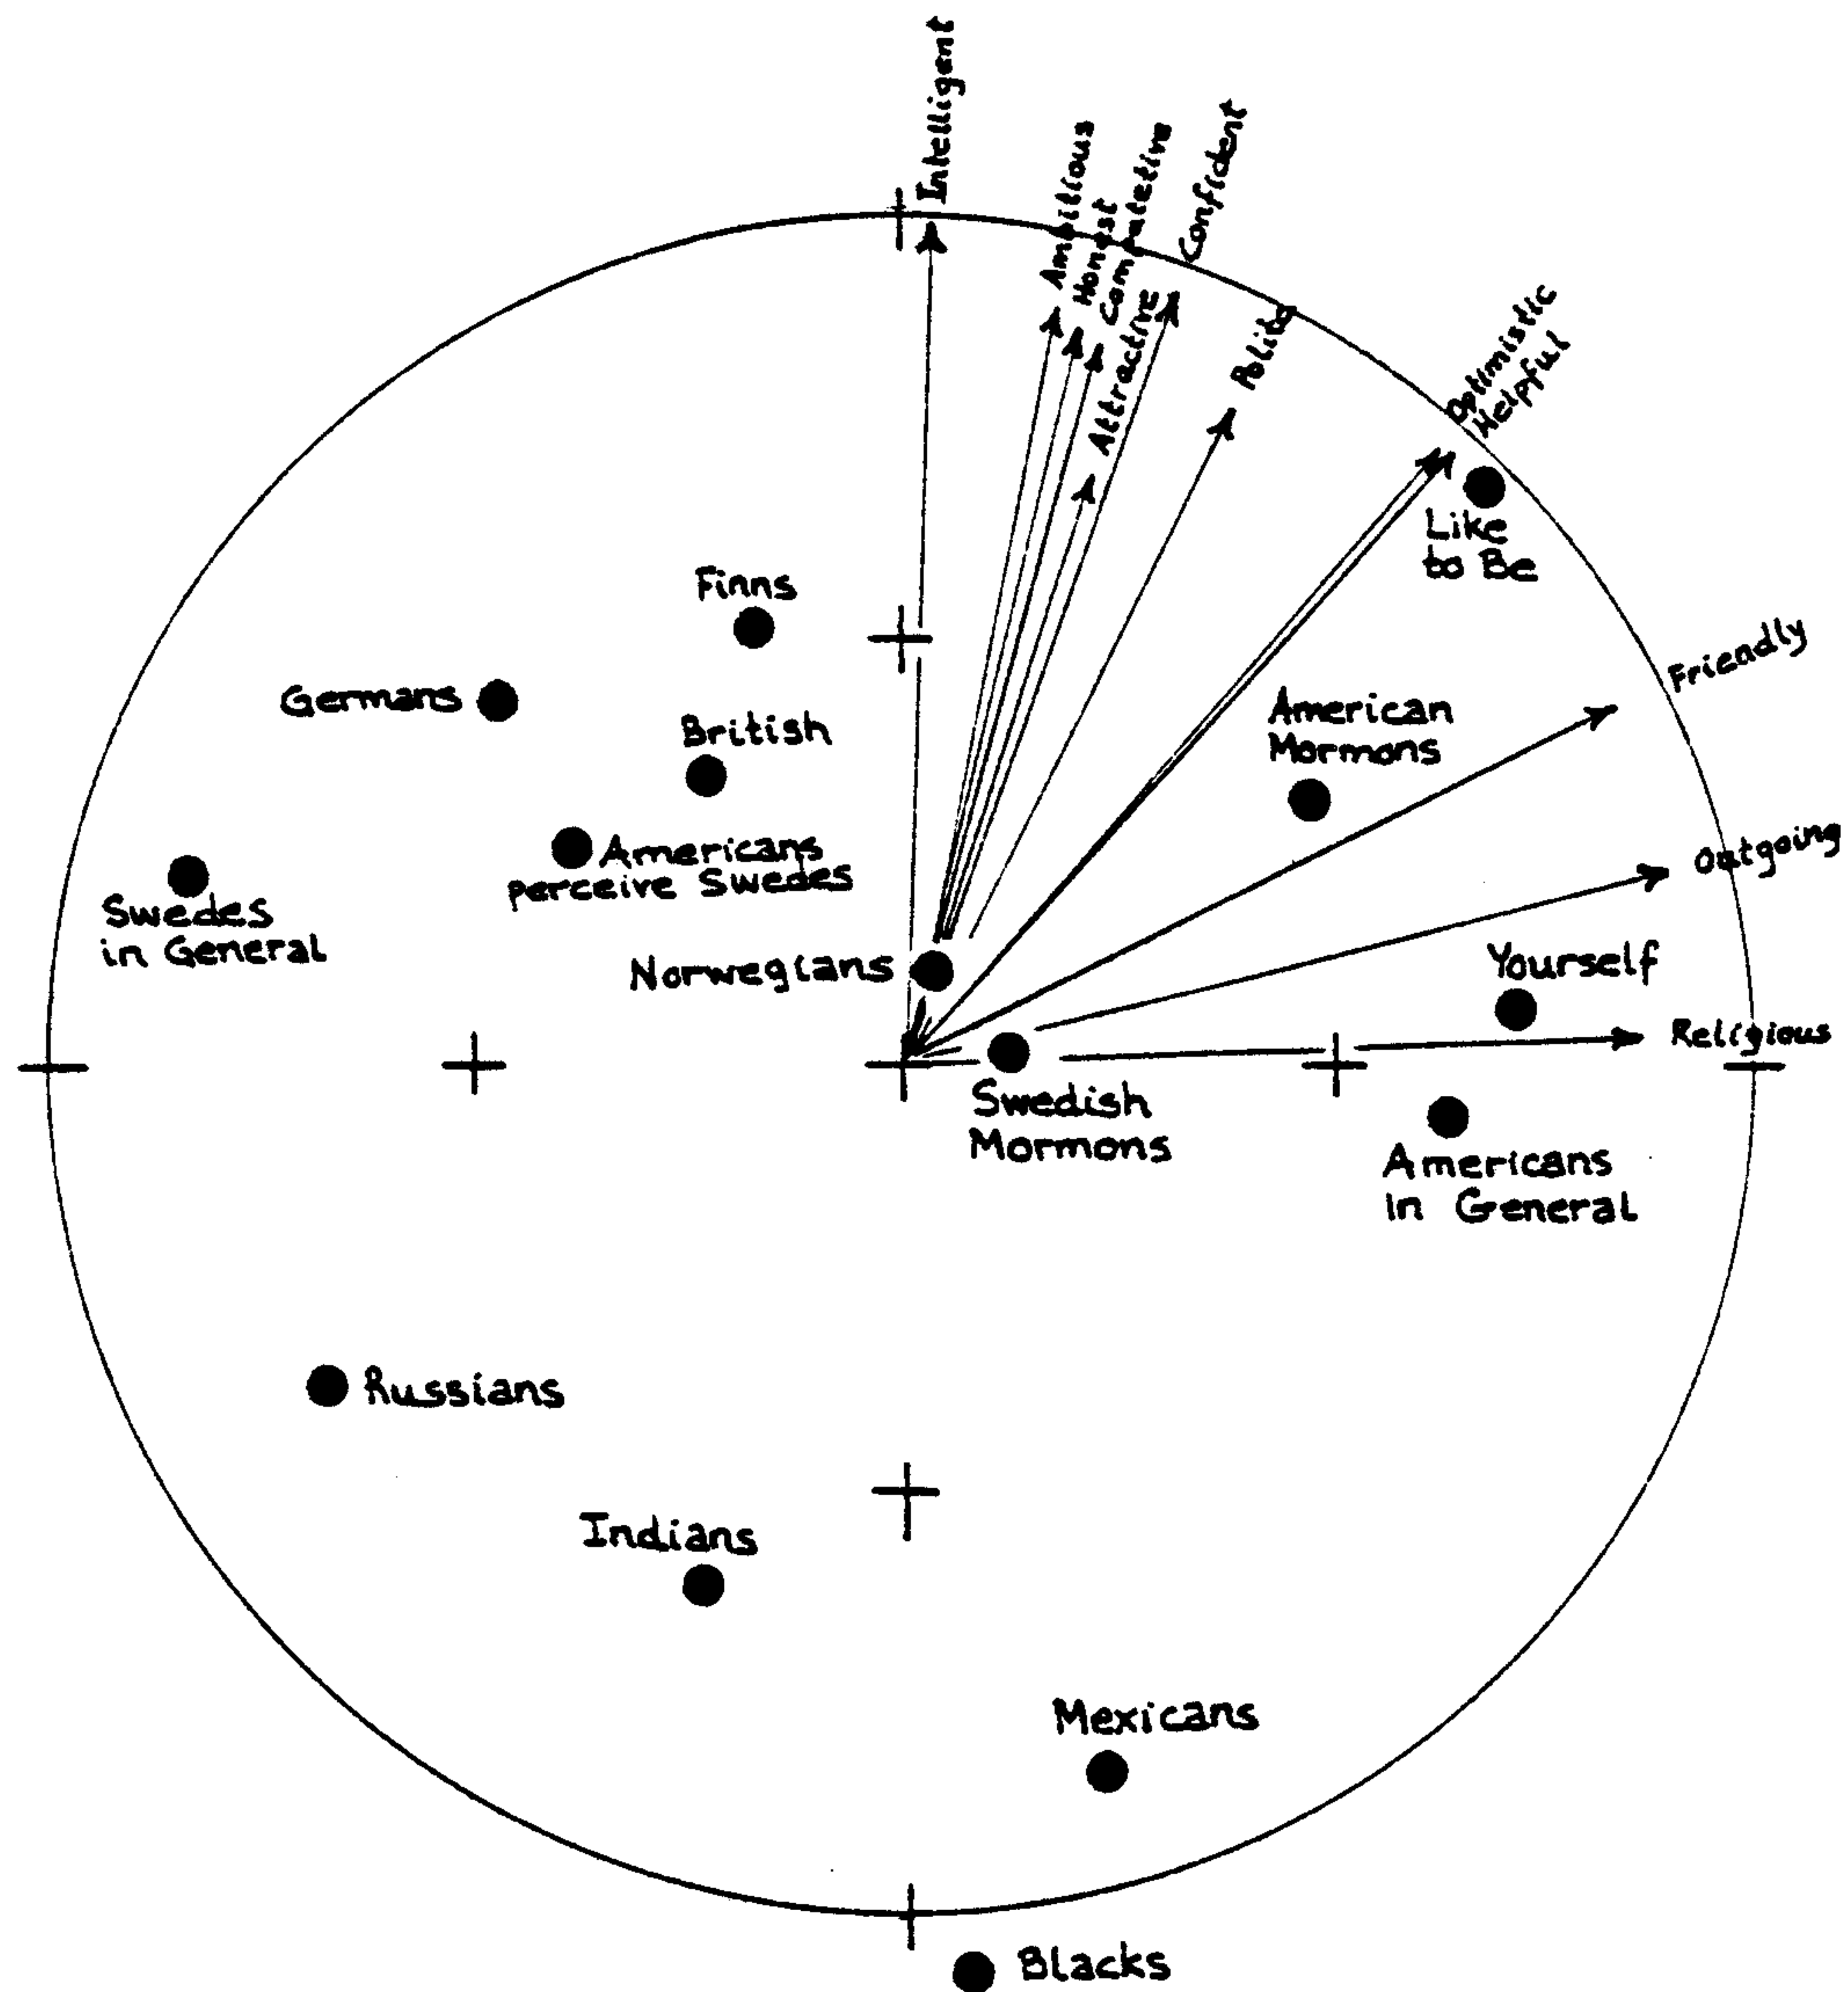 Intelligent
Ambitious
Honest
Confident
Attractive
Polite
Optimistic
Helpful
Like
to Be
Finns
Friendly
Germans
American
Mormons
British
Outgoing
Americans
perceive Swedes
Swedes
in General
Yourself
Norwegians
Religious
Swedish
Mormons
Americans
in General
Russians
Indians
Mexicans
Blacks